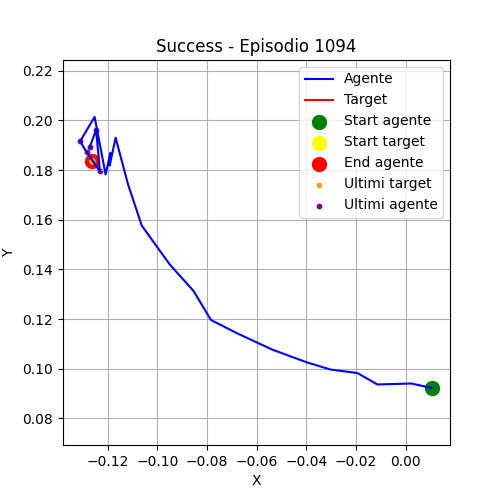 Success - Episodio 1094
0.22
0.20
0.18
0.16
0.14
0.12
0.10
0.08
Y
Agente
Target
Start agente
Start target
End agente
Ultimi target
Ultimi agente
−0.12 −0.10 −0.08 −0.06 −0.04 −0.02 0.00
X